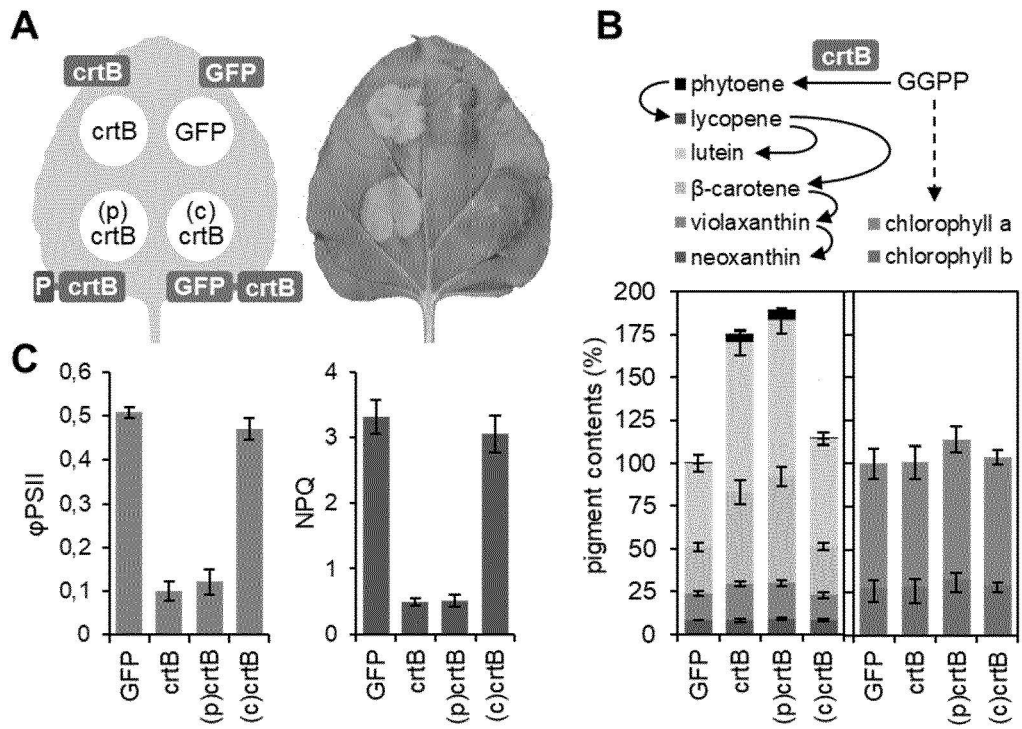 A
crtB
GFP
crtB
GFP
(p)
crtB
(c)
crtB
P
crtB
GFP
crtB
B
crtB
phytoene
GGPP
lycopene
lutein
β-carotene
violaxanthin
neoxanthin
chlorophyll a
chlorophyll b
pigment contents (%)
200
175
150
125
100
75
50
25
0
GFP
crtB
(p)crtB
(c)crtB
GFP
crtB
(p)crtB
(c)crtB
C
φPSII
0,6
0,5
0,4
0,3
0,2
0,1
0
GFP
crtB
(p)crtB
(c)crtB
NPQ
4
3
2
1
0
GFP
crtB
(p)crtB
(c)crtB